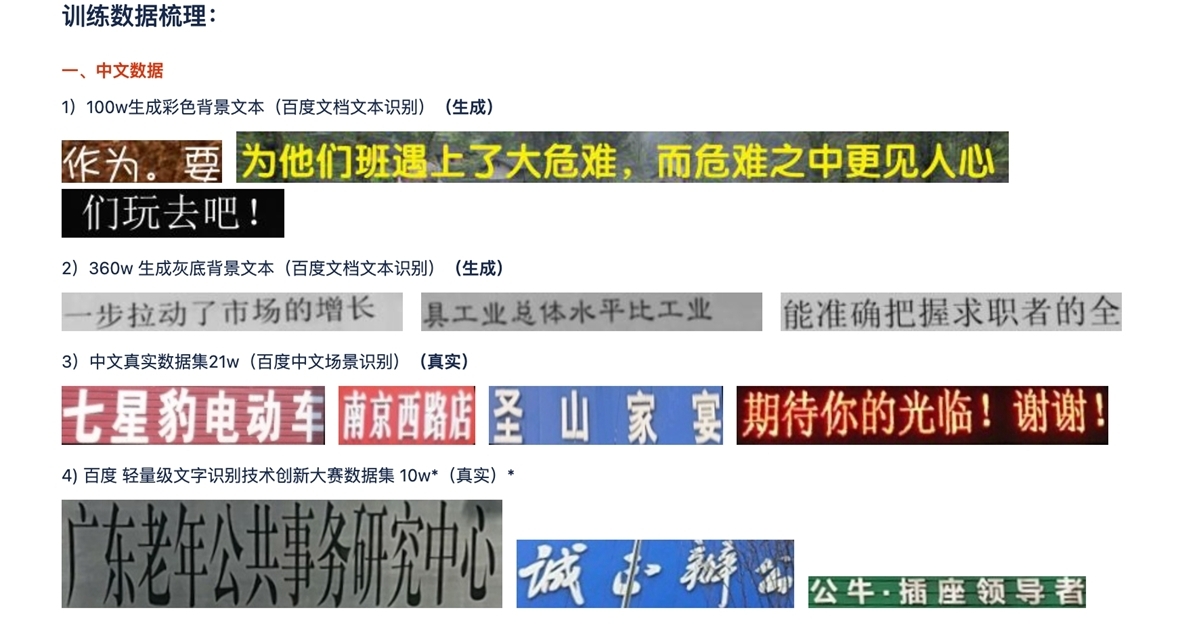 训练数据梳理：
一、中文数据
1）100w生成彩色背景文本（百度文档文本识别）（生成）
作为。要
为他们班遇上了大危难，而危难之中更见人心
们玩去吧！
2）360w 生成灰底背景文本（百度文档文本识别）（生成）
一步拉动了市场的增长
具工业总体水平比工业
能准确把握求职者的全
3）中文真实数据集21w（百度中文场景识别）（真实）
七星豹电动车
南京西路店
圣山家宴
期待你的光临！谢谢！
4) 百度 轻量级文字识别技术创新大赛数据集 10w*（真实）*
广东老年公共事务研究中心
诚
公牛·插座领导者